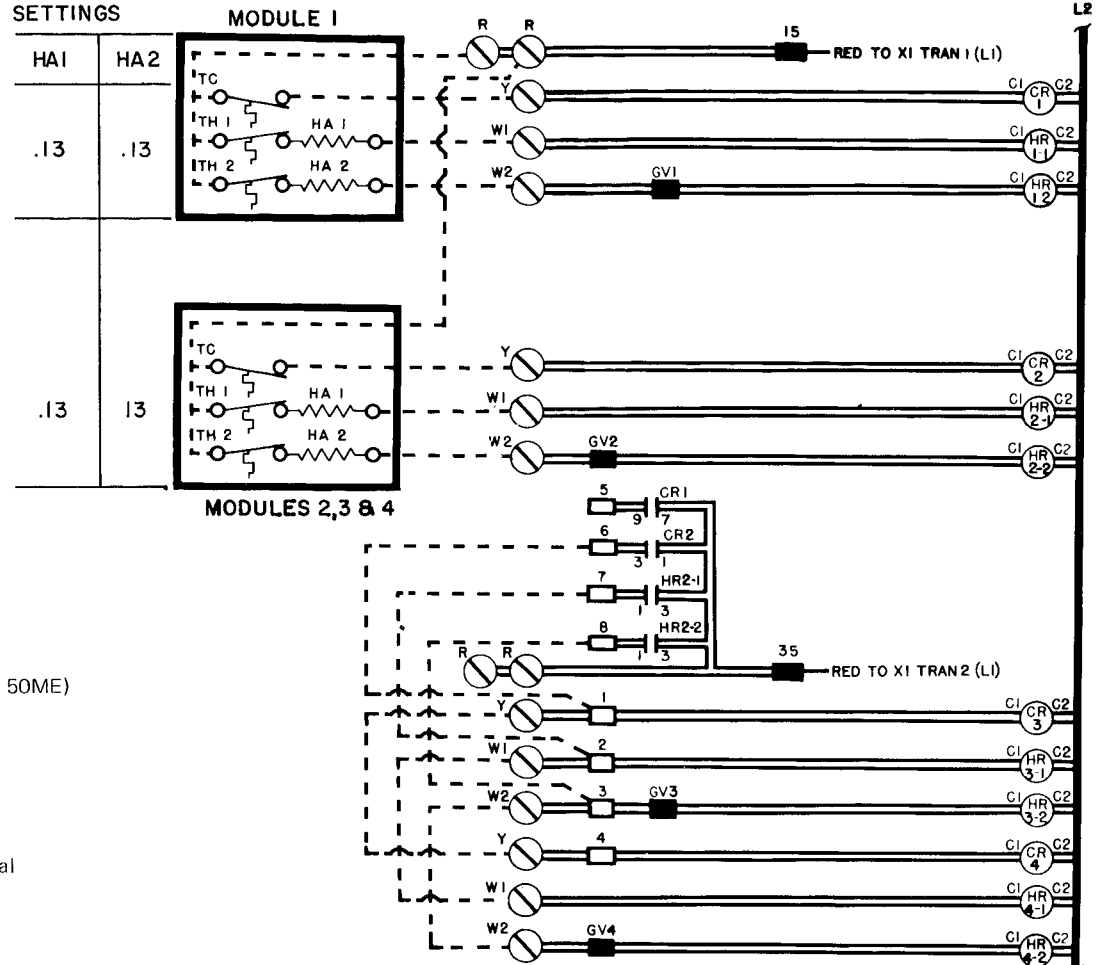 SETTINGS
HA1 HA2
.13 .13
.13 13
MODULE 1
TC
TH 1 HA 1
TH 2 HA 2
R R 15 RED TO X1 TRAN 1 (L1) L2
Y C1 CR 1 C2
W1 C1 HR 1-1 C2
W2 GV1 C1 HR 1 2 C2
TC
TH 1 HA 1
TH 2 HA 2
MODULES 2,3 & 4
Y C1 CR 2 C2
W1 C1 HR 2-1 C2
W2 GV2 C1 HR 2-2 C2
5 9 CR1 7
6 3 CR2 1
7 1 HR2-1 3
8 1 HR2-2 3
R R 35 RED TO X1 TRAN 2 (L1)
50ME)
Y 1 C1 CR 3 C2
W1 2 C1 HR 3-1 C2
W2 3 GV3 C1 HR 3-2 C2
Y 4 C1 CR 4 C2
al
W1 C1 HR 4-1 C2
W2 GV4 C1 HR 4-2 C2